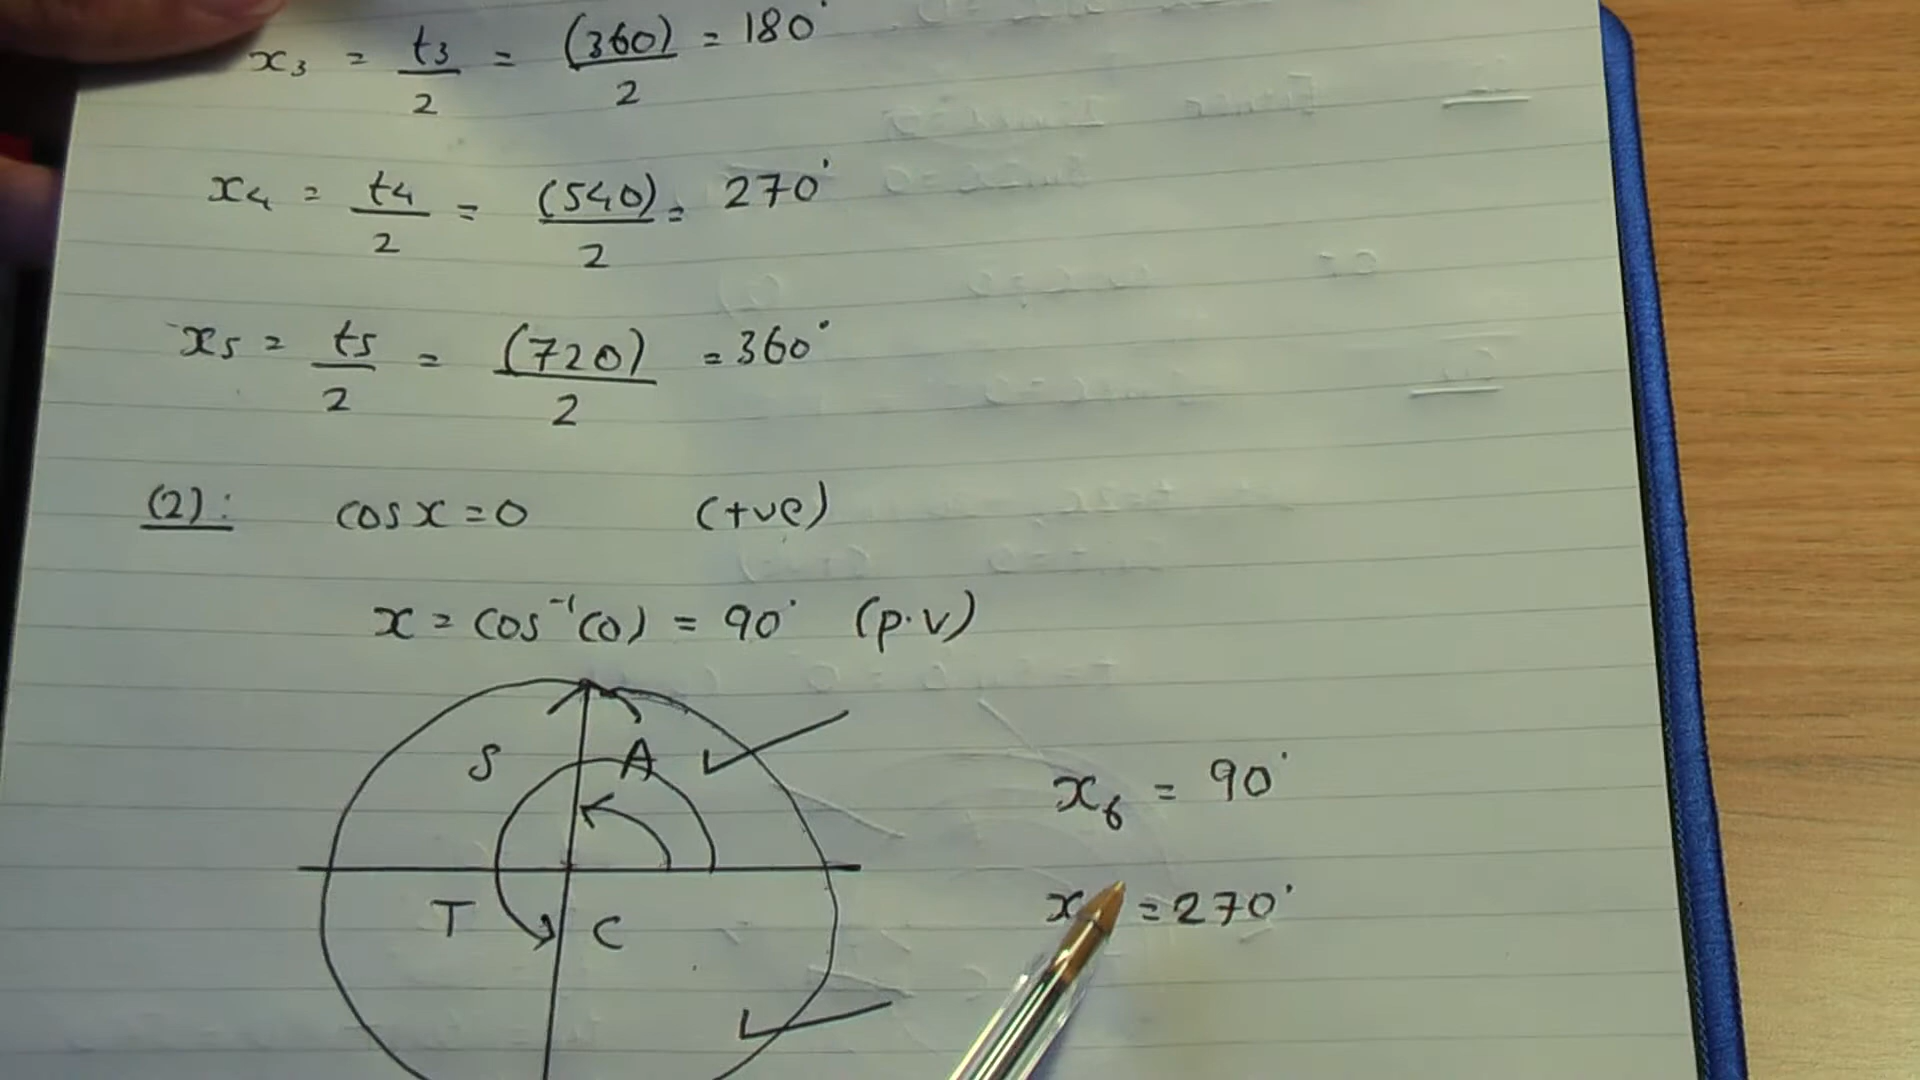 x₃ = t₃/2 = (360)/2 = 180°
x₄ = t₄/2 = (540)/2 = 270°
x₅ = t₅/2 = (720)/2 = 360°
(2): cos x = 0 (+ve)
x = cos⁻¹(0) = 90° (p.v)
S A
x₆ = 90°
T C
x = 270°